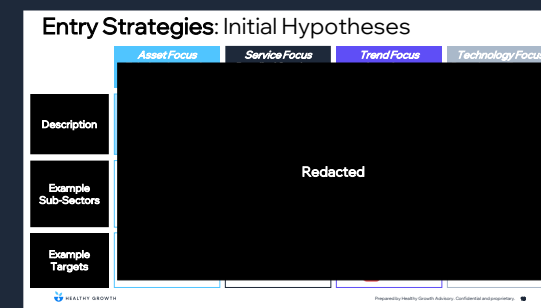 Entry Strategies: Initial Hypotheses
Asset Focus
Service Focus
Trend Focus
Technology Focus
Description
Redacted
Example
Sub-Sectors
Example
Targets
HEALTHY GROWTH
Prepared by Healthy Growth Advisory. Confidential and proprietary.